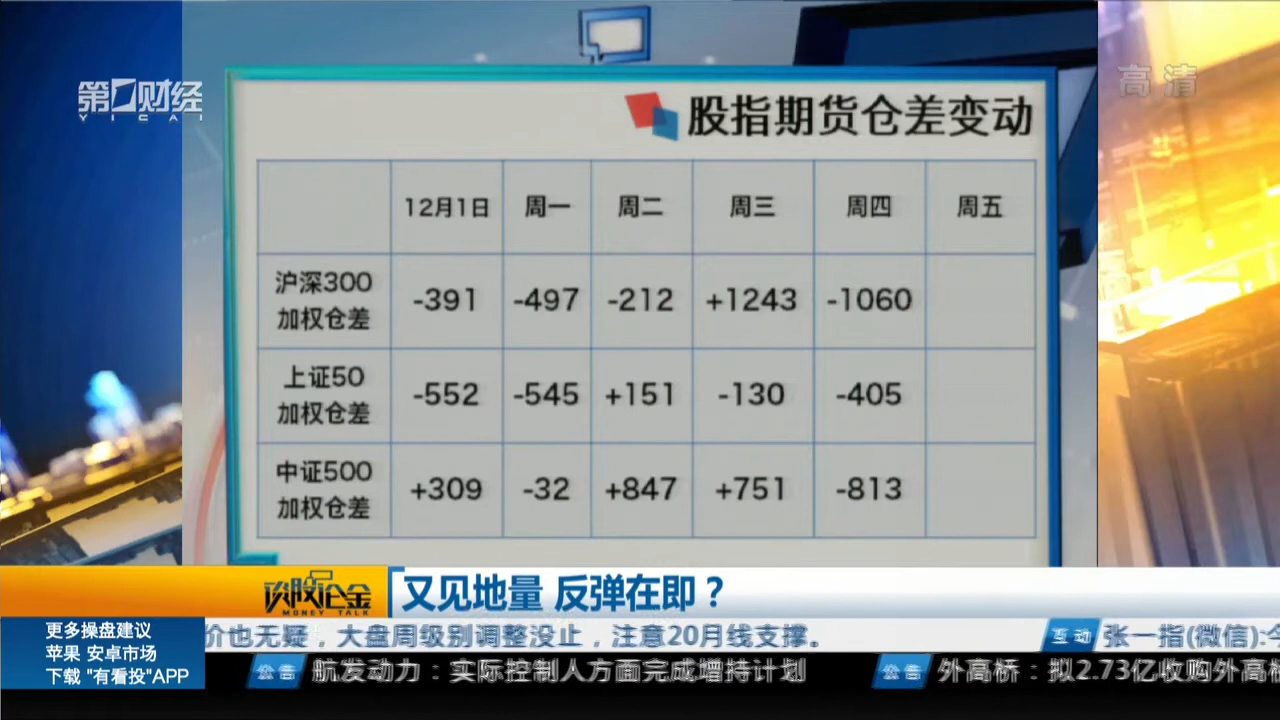 第一财经
YICAI
高清
股指期货仓差变动
12月1日 周一 周二 周三 周四 周五
沪深300
加权仓差 -391 -497 -212 +1243 -1060
上证50
加权仓差 -552 -545 +151 -130 -405
中证500
加权仓差 +309 -32 +847 +751 -813
谈股论金
MONEY TALK
又见地量 反弹在即？
更多操盘建议
苹果 安卓市场
下载 "有看投"APP
价也无疑，大盘周级别调整没止，注意20月线支撑。 互动 张一指(微信):
公告 航发动力：实际控制人方面完成增持计划 公告 外高桥：拟2.73亿收购外高桥